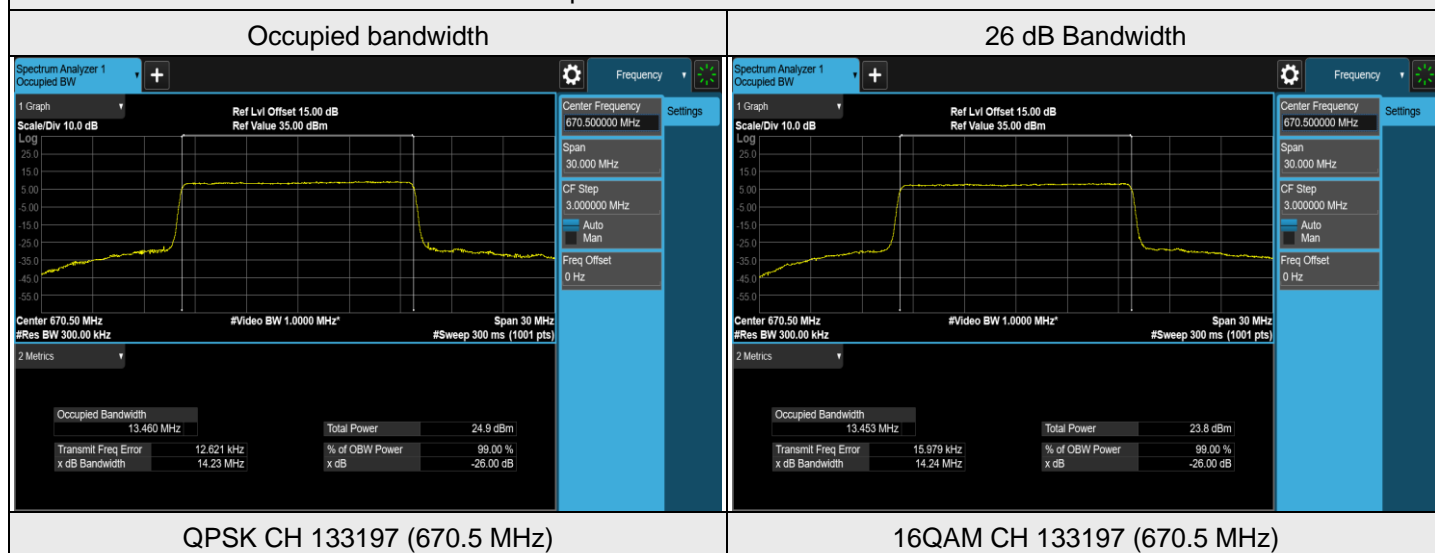 Occupied bandwidth
26 dB Bandwidth
Spectrum Analyzer 1
Occupied BW
+
Frequency
1 Graph
Scale/Div 10.0 dB
Ref Lvl Offset 15.00 dB
Ref Value 35.00 dBm
Log
25.0
15.0
5.00
-5.00
-15.0
-25.0
-35.0
-45.0
-55.0
Center 670.50 MHz
#Res BW 300.00 kHz
#Video BW 1.0000 MHz*
Span 30 MHz
#Sweep 300 ms (1001 pts)
Center Frequency
670.500000 MHz
Settings
Span
30.000 MHz
CF Step
3.000000 MHz
Auto
Man
Freq Offset
0 Hz
2 Metrics
Occupied Bandwidth
13.460 MHz
Total Power 24.9 dBm
Transmit Freq Error 12.621 kHz % of OBW Power 99.00 %
x dB Bandwidth 14.23 MHz x dB -26.00 dB
Spectrum Analyzer 1
Occupied BW
+
Frequency
1 Graph
Scale/Div 10.0 dB
Ref Lvl Offset 15.00 dB
Ref Value 35.00 dBm
Log
25.0
15.0
5.00
-5.00
-15.0
-25.0
-35.0
-45.0
-55.0
Center 670.50 MHz
#Res BW 300.00 kHz
#Video BW 1.0000 MHz*
Span 30 MHz
#Sweep 300 ms (1001 pts)
Center Frequency
670.500000 MHz
Settings
Span
30.000 MHz
CF Step
3.000000 MHz
Auto
Man
Freq Offset
0 Hz
2 Metrics
Occupied Bandwidth
13.453 MHz
Total Power 23.8 dBm
Transmit Freq Error 15.979 kHz % of OBW Power 99.00 %
x dB Bandwidth 14.24 MHz x dB -26.00 dB
QPSK CH 133197 (670.5 MHz)
16QAM CH 133197 (670.5 MHz)